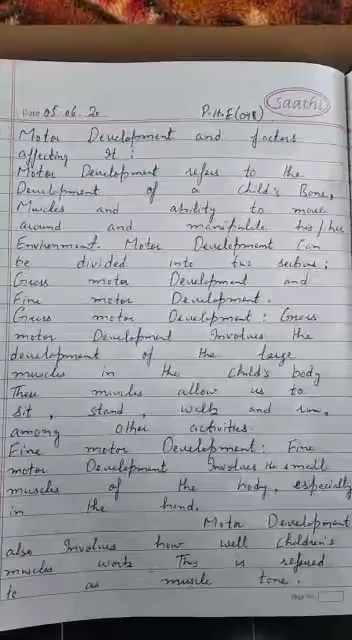 Saathi
Date 05.06.20 P.H.E(048)
Motor Development and factors
affecting It :
Motor Development refers to the
Development of a child's Bone,
Muscles and ability to move
around and manipulate his/her
Environment. Motor Development Can
be divided into two sections;
Gross motor Development and
Fine motor Development.
Gross motor Development : Gross
motor Development Involves the
development of the large
muscles in the child's body
These muscles allow us to
sit, stand, walk and run,
among other activities
Fine motor Development : Fine
motor Development Involves the small
muscles of the body, especially
in the hand.
Motor Development
also Involves how well children's
muscles work This is refered
to as muscle tone.
Page No.